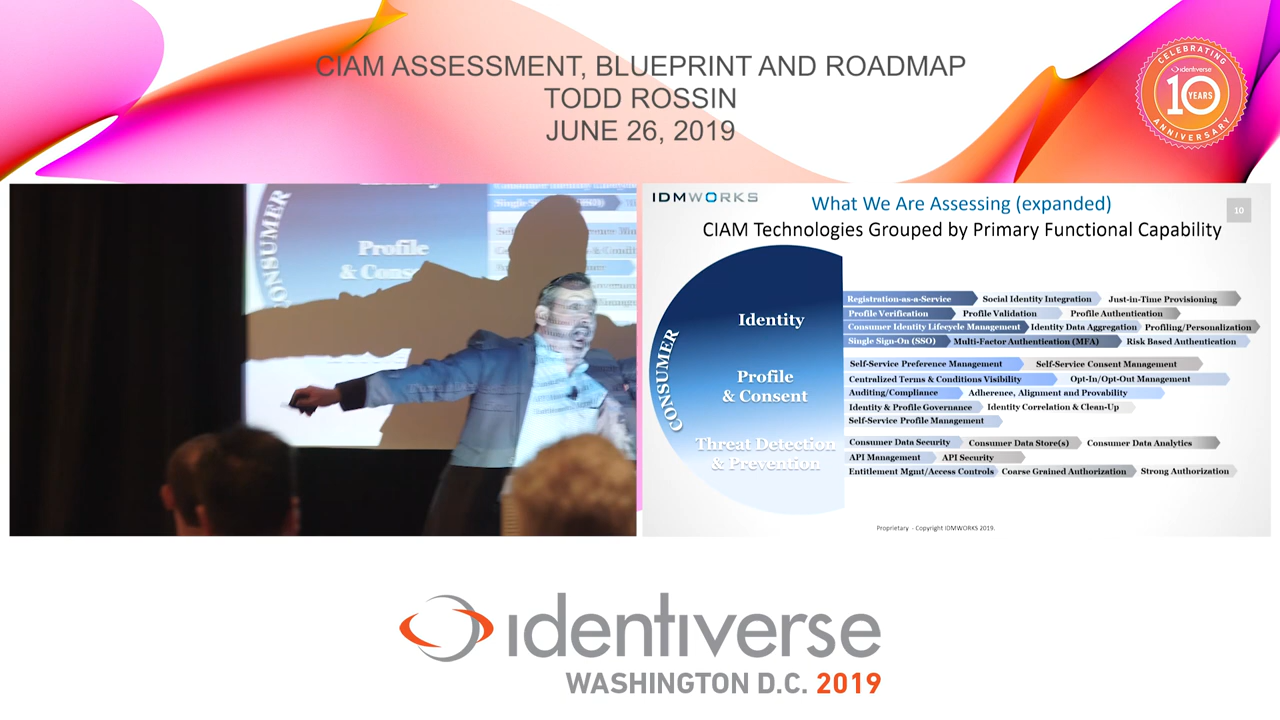 CIAM ASSESSMENT, BLUEPRINT AND ROADMAP
TODD ROSSIN
JUNE 26, 2019
CELEBRATING
identiverse
10 YEARS
ANNIVERSARY
CONSUMER
Profile
& Cons
IDMWORKS
What We Are Assessing (expanded)
10
CIAM Technologies Grouped by Primary Functional Capability
CONSUMER
Identity
Registration-as-a-Service Social Identity Integration Just-in-Time Provisioning
Profile Verification Profile Validation Profile Authentication
Consumer Identity Lifecycle Management Identity Data Aggregation Profiling/Personalization
Single Sign-On (SSO) Multi-Factor Authentication (MFA) Risk Based Authentication
Profile
& Consent
Self-Service Preference Management Self-Service Consent Management
Centralized Terms & Conditions Visibility Opt-In/Opt-Out Management
Auditing/Compliance Adherence, Alignment and Provability
Identity & Profile Governance Identity Correlation & Clean-Up
Self-Service Profile Management
Threat Detection
& Prevention
Consumer Data Security Consumer Data Store(s) Consumer Data Analytics
API Management API Security
Entitlement Mgmt/Access Controls Coarse Grained Authorization Strong Authorization
Proprietary - Copyright IDMWORKS 2019.
identiverse
WASHINGTON D.C. 2019